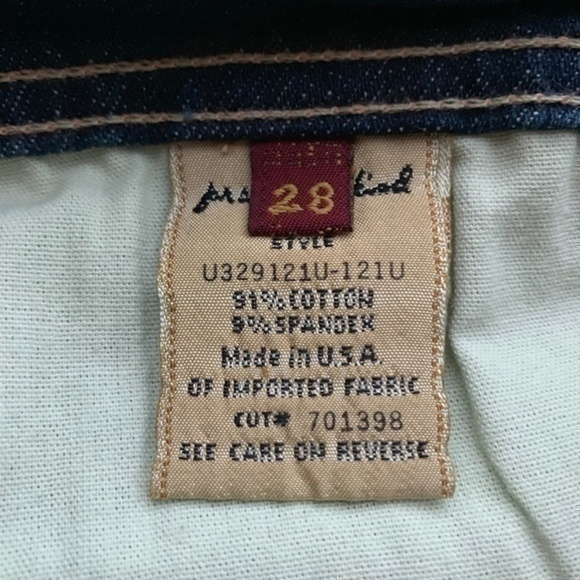 28
STYLE
U329121U-121U
91% COTTON
9% SPANDEX
Made in U.S.A.
OF IMPORTED FABRIC
CUT# 701398
SEE CARE ON REVERSE